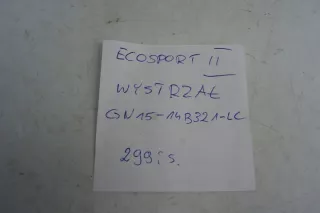 ECOSPORT II
WYSTRZAŁ
GN15-14B321-LC
299 i s.